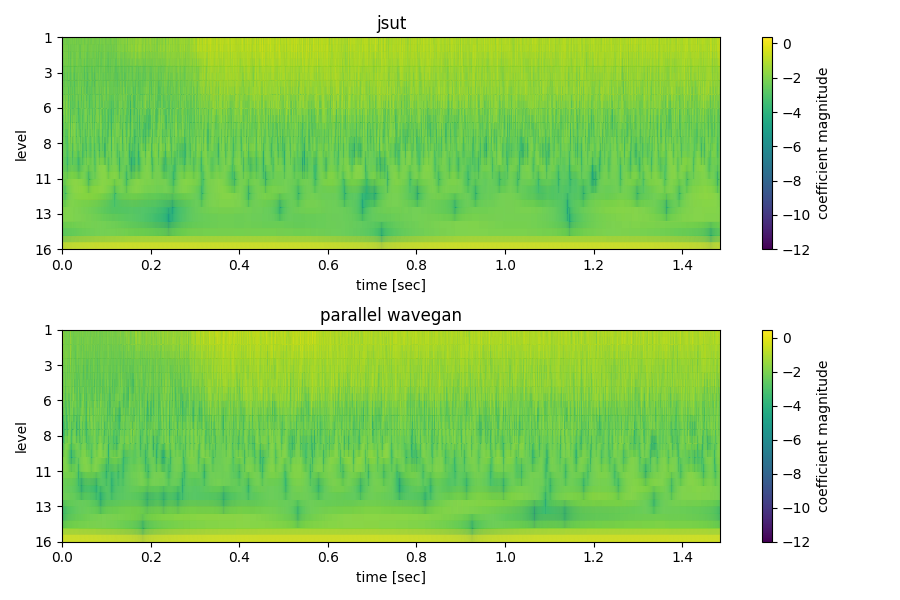 jsut
level
1
3
6
8
11
13
16
0.0 0.2 0.4 0.6 0.8 1.0 1.2 1.4
time [sec]
0
−2
−4
−6
−8
−10
−12
coefficient magnitude
parallel wavegan
level
1
3
6
8
11
13
16
0.0 0.2 0.4 0.6 0.8 1.0 1.2 1.4
time [sec]
0
−2
−4
−6
−8
−10
−12
coefficient magnitude